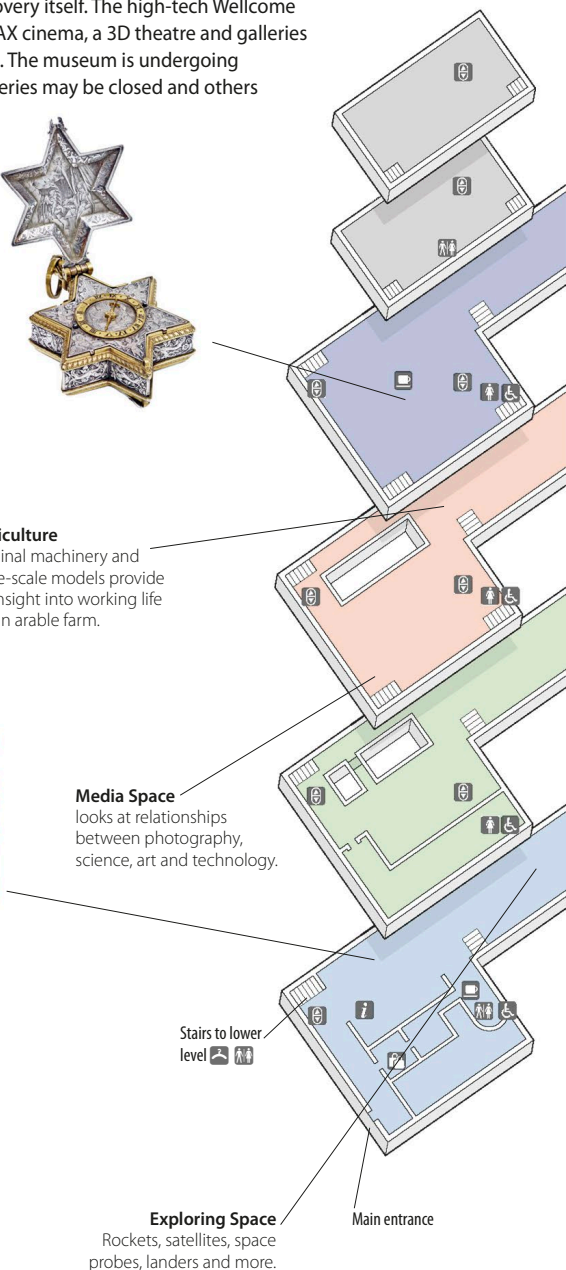 overy itself. The high-tech Wellcome
AX cinema, a 3D theatre and galleries
. The museum is undergoing
eries may be closed and others
iculture
inal machinery and
e-scale models provide
nsight into working life
n arable farm.
Media Space
looks at relationships
between photography,
science, art and technology.
i
Stairs to lower
level
Exploring Space
Rockets, satellites, space
probes, landers and more.
Main entrance